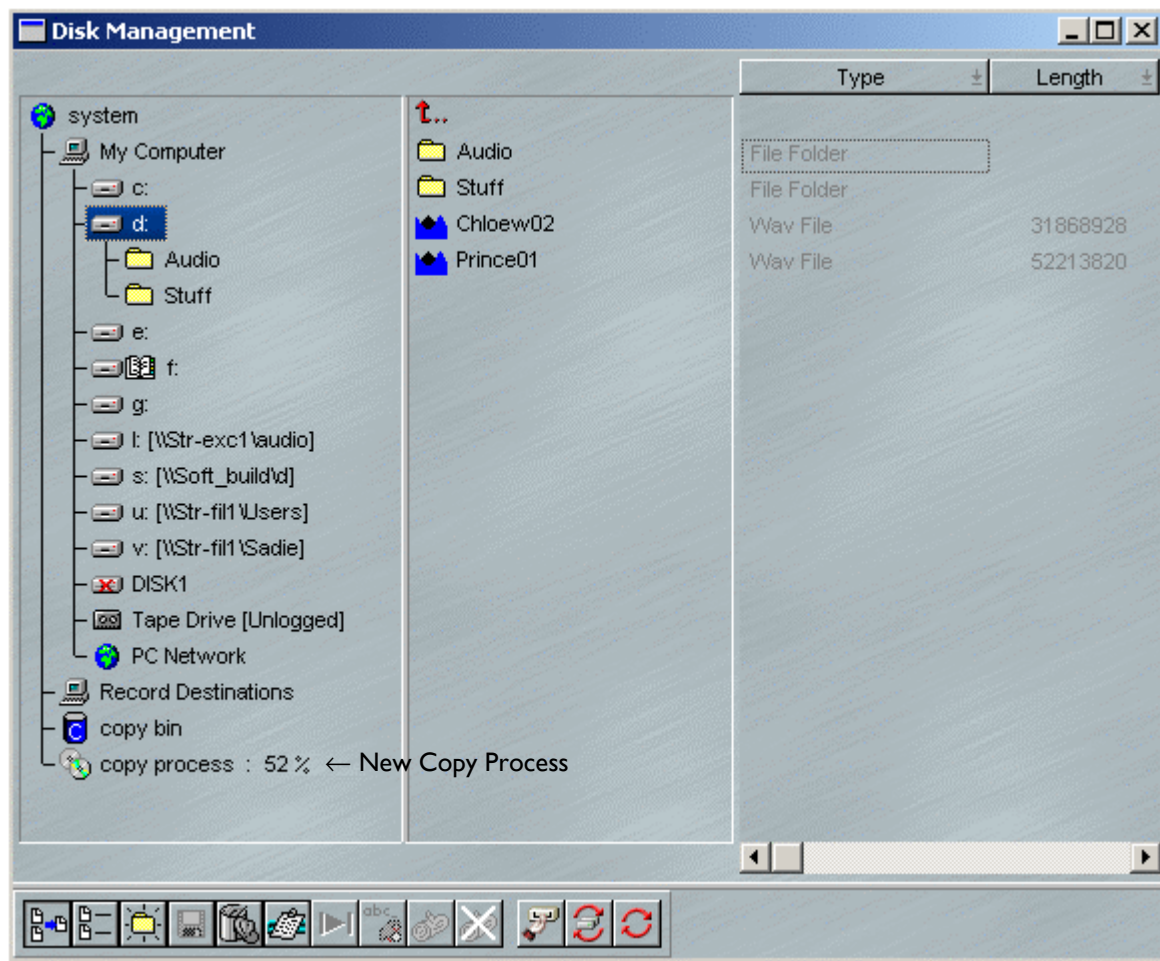 Disk Management
Type
Length
system
My Computer
c:
d:
Audio
Stuff
e:
f:
g:
l: [\\Str-exc1\audio]
s: [\\Soft_build\d]
u: [\\Str-fil1\Users]
v: [\\Str-fil1\Sadie]
DISK1
Tape Drive [Unlogged]
PC Network
Record Destinations
C copy bin
copy process : 52 % ← New Copy Process
..
Audio
Stuff
Chloew02
Prince01
File Folder
File Folder
Wav File 31868928
Wav File 52213820
abc